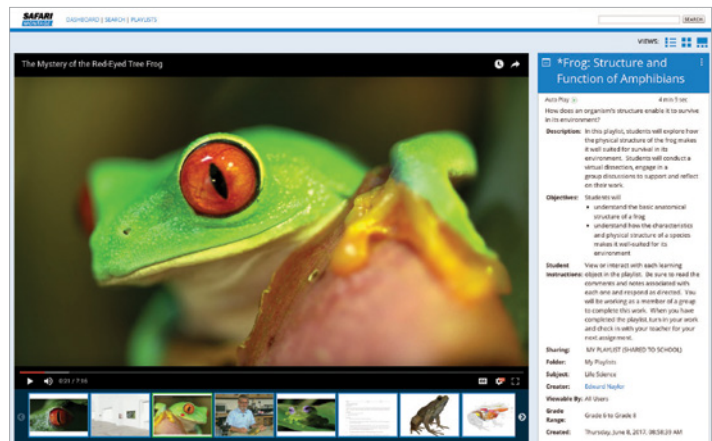 SAFARI
MONTAGE
DASHBOARD | SEARCH | PLAYLISTS
SEARCH
VIEWS:
The Mystery of the Red-Eyed Tree Frog
*Frog: Structure and
Function of Amphibians
Auto Play
4 min 5 sec
How does an organism's structure enable it to survive
in its environment?
Description: In this playlist, students will explore how
the physical structure of the frog makes
it well suited for survival in its
environment. Students will conduct a
virtual dissection, engage in a
group discussions to support and reflect
on their work.
Objectives: Students will
• understand the basic anatomical
structure of a frog
• understand how the characteristics
and physical structure of a species
makes it well-suited for its
environment
Student View or interact with each learning
Instructions: object in the playlist. Be sure to read the
comments and notes associated with
each one and respond as directed. You
will be working as a member of a group
to complete this work. When you have
completed the playlist, turn in your work
and check in with your teacher for your
next assignment.
Sharing: MY PLAYLIST (SHARED TO SCHOOL)
Folder: My Playlists
Subject: Life Science
Creator: Edward Naylor
Viewable By: All Users
Grade
Range: Grade 6 to Grade 8
Created: Thursday, June 8, 2017, 08:58:39 AM
0:31 / 7:56